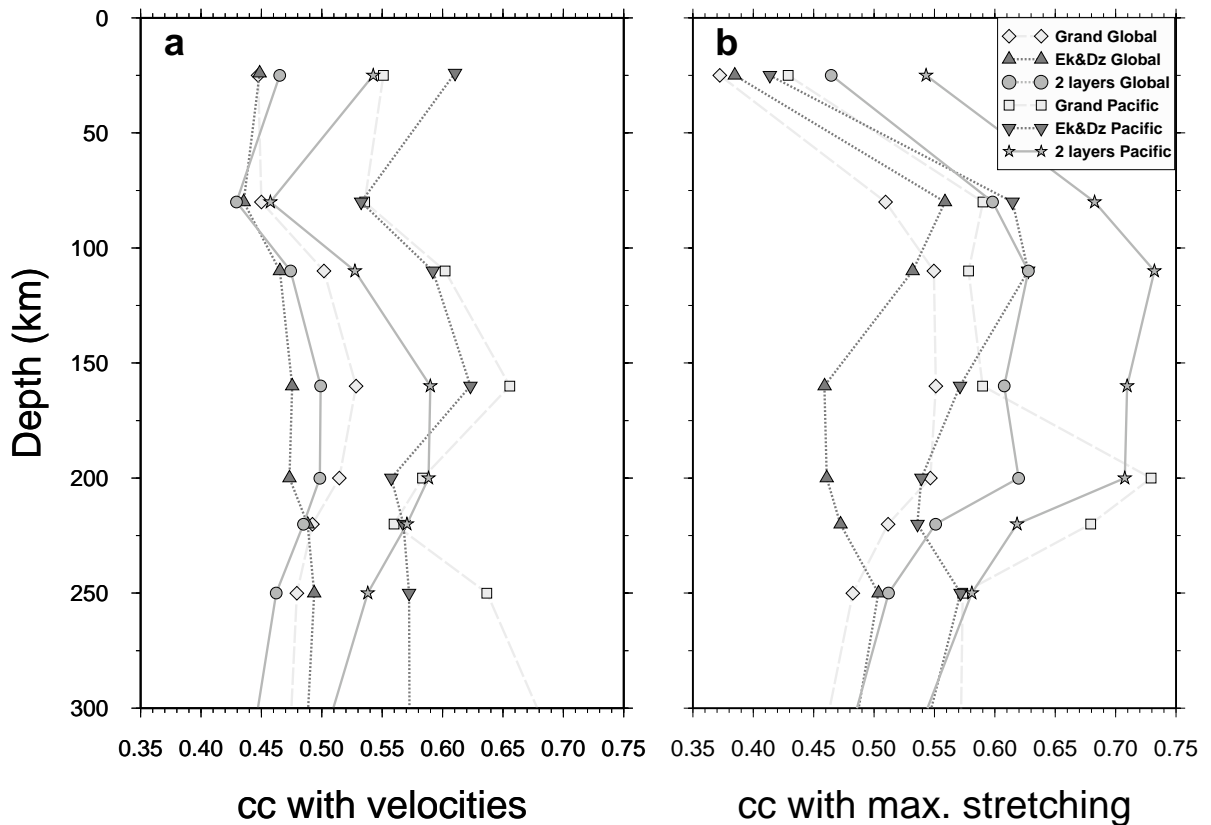 a
b
Grand Global
Ek&Dz Global
2 layers Global
Grand Pacific
Ek&Dz Pacific
2 layers Pacific
Depth (km)
0
50
100
150
200
250
300
0.35 0.40 0.45 0.50 0.55 0.60 0.65 0.70 0.75
0.35 0.40 0.45 0.50 0.55 0.60 0.65 0.70 0.75
cc with velocities
cc with max. stretching